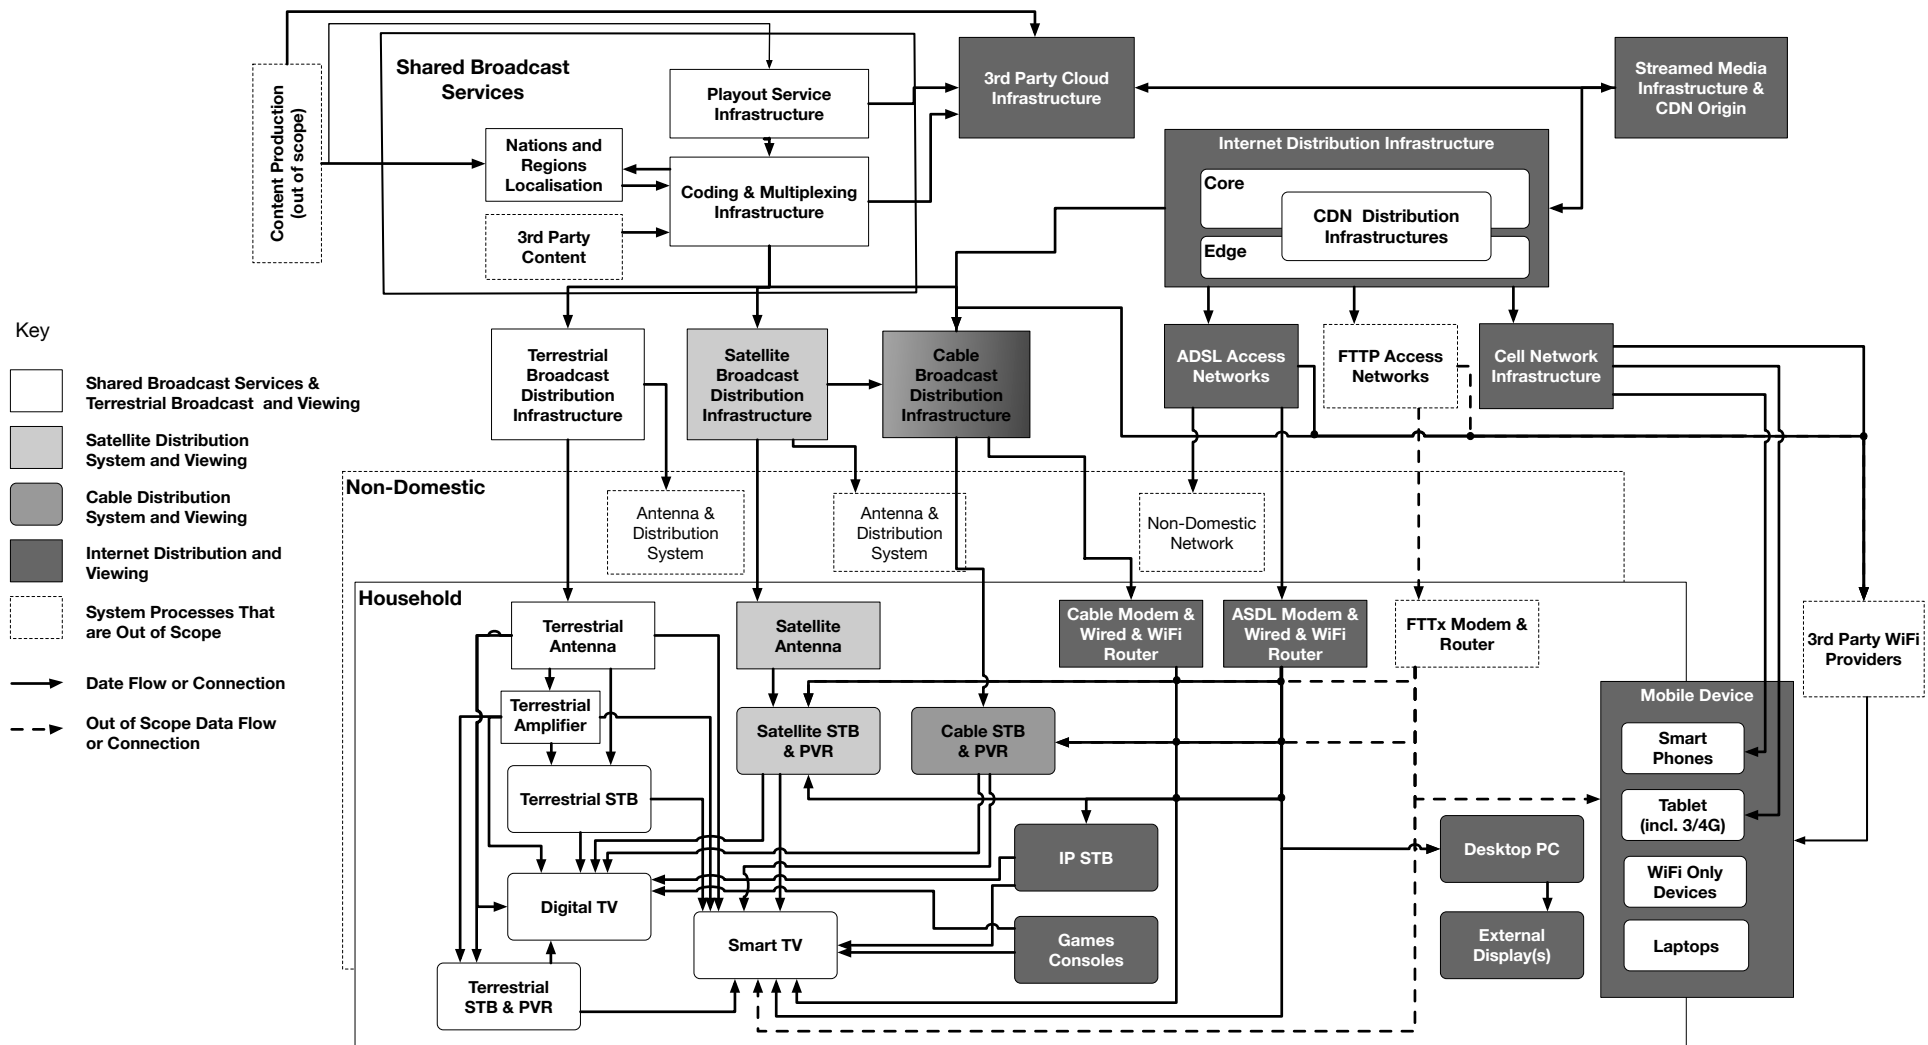 Content Production
(out of scope)
Shared Broadcast
Services
Playout Service
Infrastructure
Nations and
Regions
Localisation
Coding & Multiplexing
Infrastructure
3rd Party
Content
3rd Party Cloud
Infrastructure
Streamed Media
Infrastructure &
CDN Origin
Internet Distribution Infrastructure
Core
CDN Distribution
Infrastructures
Edge
Key
Shared Broadcast Services &
Terrestrial Broadcast and Viewing
Satellite Distribution
System and Viewing
Cable Distribution
System and Viewing
Internet Distribution and
Viewing
System Processes That
are Out of Scope
Date Flow or Connection
Out of Scope Data Flow
or Connection
Terrestrial
Broadcast
Distribution
Infrastructure
Satellite
Broadcast
Distribution
Infrastructure
Cable
Broadcast
Distribution
Infrastructure
ADSL Access
Networks
FTTP Access
Networks
Cell Network
Infrastructure
Non-Domestic
Antenna &
Distribution
System
Antenna &
Distribution
System
Non-Domestic
Network
Household
Terrestrial
Antenna
Satellite
Antenna
Cable Modem &
Wired & WiFi
Router
ASDL Modem &
Wired & WiFi
Router
FTTx Modem &
Router
3rd Party WiFi
Providers
Terrestrial
Amplifier
Satellite STB
& PVR
Cable STB
& PVR
Mobile Device
Smart
Phones
Tablet
(incl. 3/4G)
WiFi Only
Devices
Laptops
Terrestrial STB
IP STB
Desktop PC
Digital TV
Smart TV
Games
Consoles
External
Display(s)
Terrestrial
STB & PVR